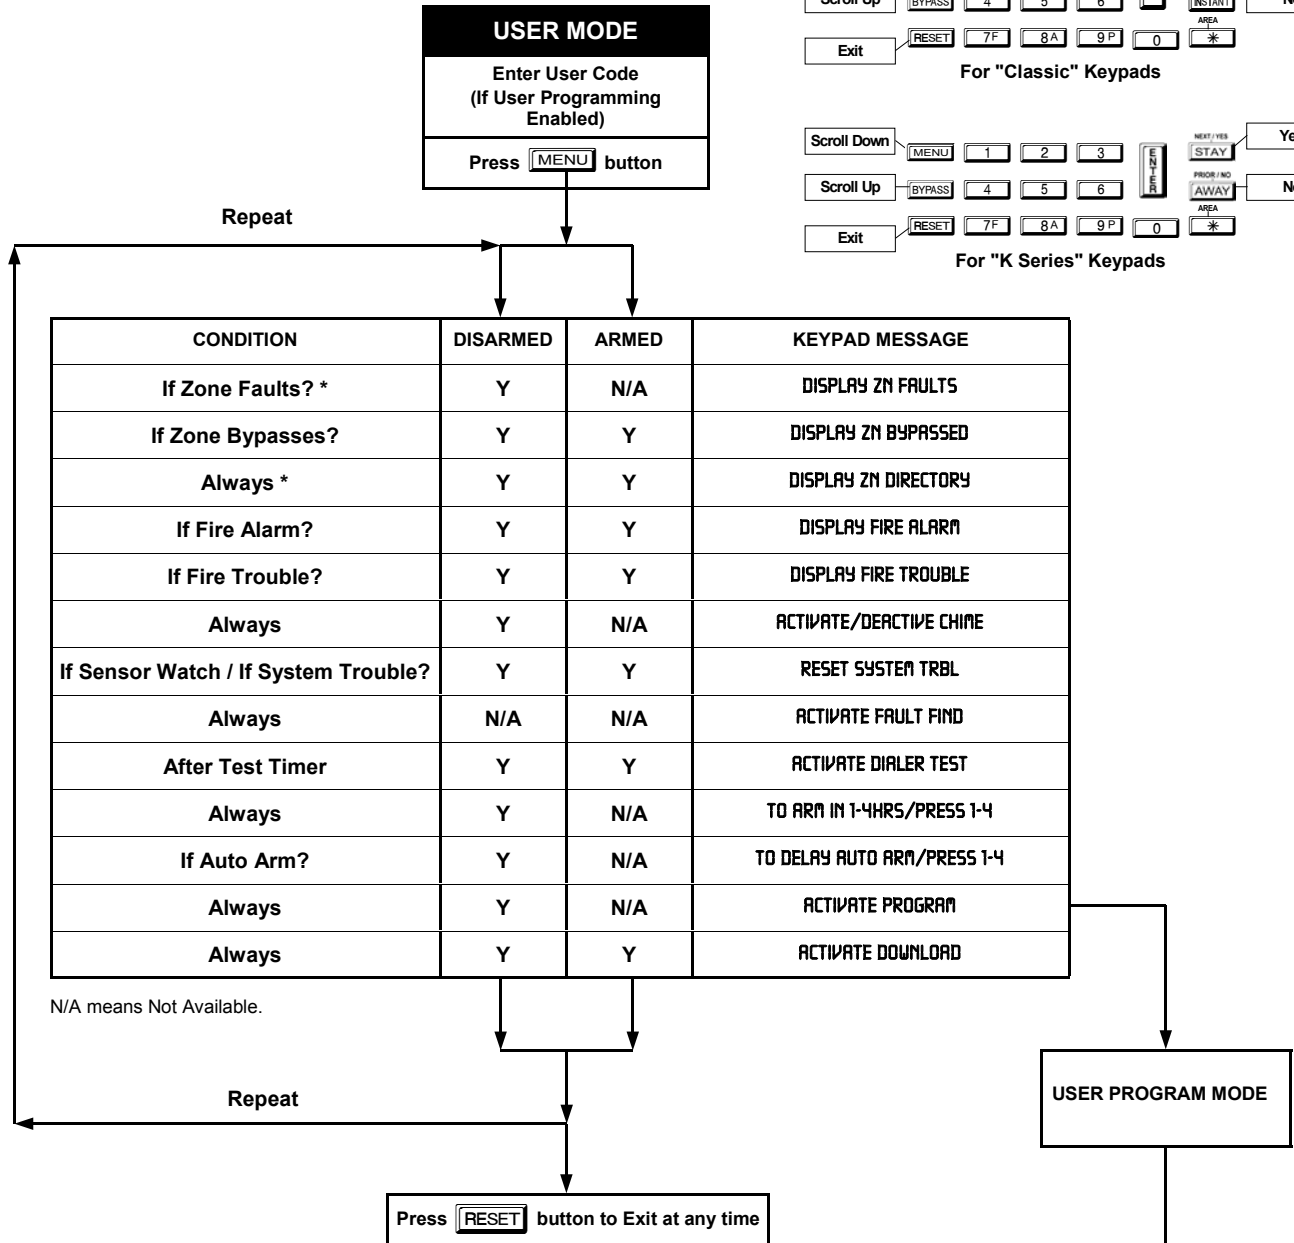 USER MODE
Enter User Code
(If User Programming
Enabled)
Press MENU button
Scroll Up BYPASS 4 5 6 INSTANT
AREA
Exit RESET 7F 8A 9P 0 *
For "Classic" Keypads
NEXT / YES
Scroll Down MENU 1 2 3 ENTER STAY
PRIOR / NO
Scroll Up BYPASS 4 5 6 AWAY
AREA
Exit RESET 7F 8A 9P 0 *
For "K Series" Keypads
Repeat
CONDITION DISARMED ARMED KEYPAD MESSAGE
If Zone Faults? * Y N/A DISPLAY ZN FAULTS
If Zone Bypasses? Y Y DISPLAY ZN BYPASSED
Always * Y Y DISPLAY ZN DIRECTORY
If Fire Alarm? Y Y DISPLAY FIRE ALARM
If Fire Trouble? Y Y DISPLAY FIRE TROUBLE
Always Y N/A ACTIVATE/DEACTIVE CHIME
If Sensor Watch / If System Trouble? Y Y RESET SYSTEM TRBL
Always N/A N/A ACTIVATE FAULT FIND
After Test Timer Y Y ACTIVATE DIALER TEST
Always Y N/A TO ARM IN 1-4HRS/PRESS 1-4
If Auto Arm? Y N/A TO DELAY AUTO ARM/PRESS 1-4
Always Y N/A ACTIVATE PROGRAM
Always Y Y ACTIVATE DOWNLOAD
N/A means Not Available.
USER PROGRAM MODE
Repeat
Press RESET button to Exit at any time